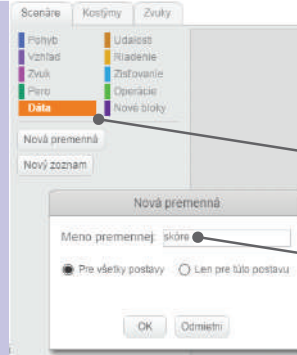 Scenáre Kostýmy Zvuky
Pohyb Udalosti
Vzhľad Riadenie
Zvuk Zisťovanie
Pero Operácie
Dáta Nové bloky
Nová premenná
Nový zoznam
Nová premenná
Meno premennej: skóre
Pre všetky postavy Len pre túto postavu
OK Odmietni